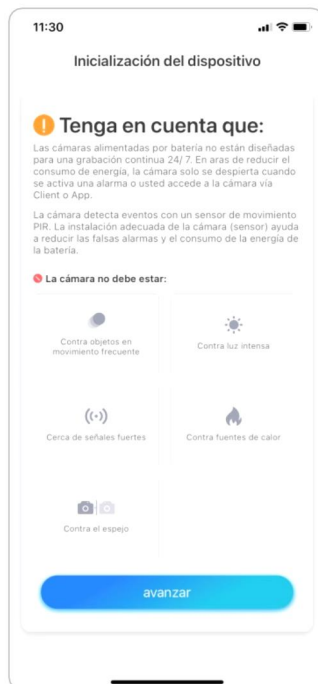 11:30
Inicialización del dispositivo
Tenga en cuenta que:
Las cámaras alimentadas por batería no están diseñadas
para una grabación continua 24/ 7. En aras de reducir el
consumo de energía, la cámara solo se despierta cuando
se activa una alarma o usted accede a la cámara vía
Client o App.
La cámara detecta eventos con un sensor de movimiento
PIR. La instalación adecuada de la cámara (sensor) ayuda
a reducir las falsas alarmas y el consumo de la energía de
la batería.
La cámara no debe estar:
Contra objetos en
movimiento frecuente
Contra luz intensa
Cerca de señales fuertes
Contra fuentes de calor
Contra el espejo
avanzar